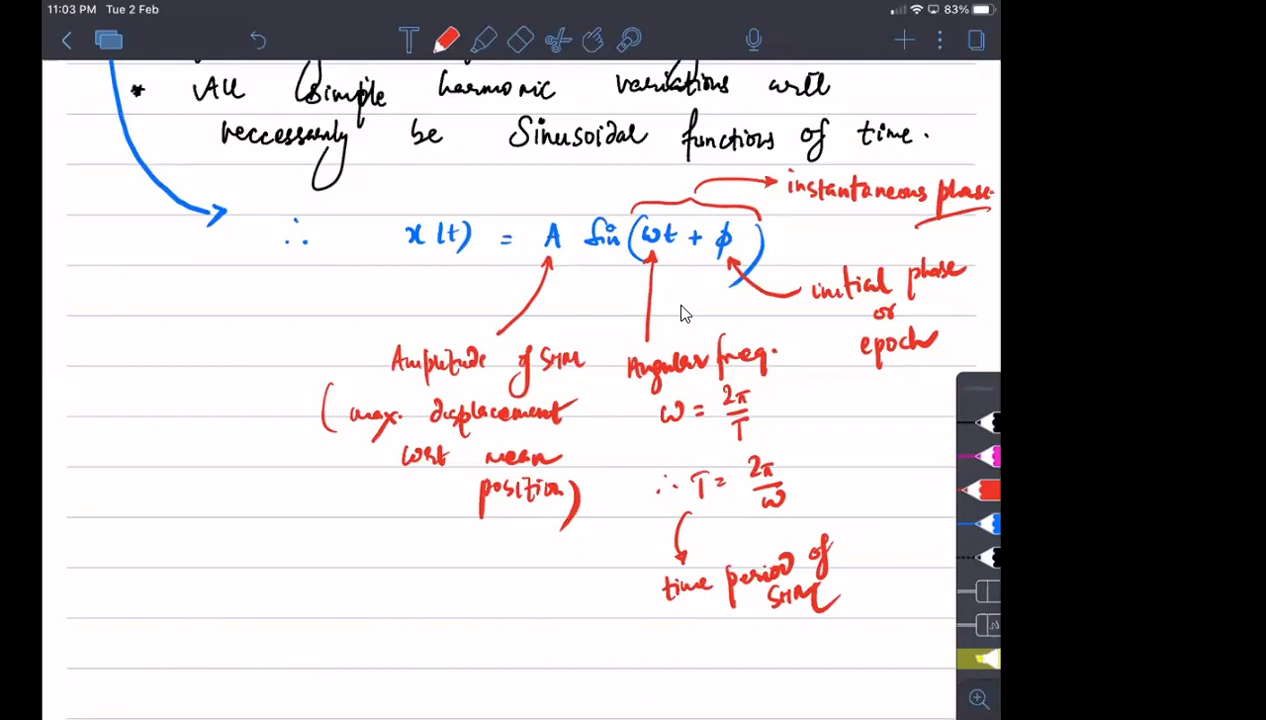 11:03 PM Tue 2 Feb 83%
* All simple harmonic variations will
neccessarily be sinusoidal functions of time.
instantaneous phase.
∴ x(t) = A sin(ωt + φ)
initial phase
or
epoch
Amplitude of SHM
(max. displacement
wrt mean
position)
Angular freq.
ω = 2π/T
∴ T = 2π/ω
time period of
SHM